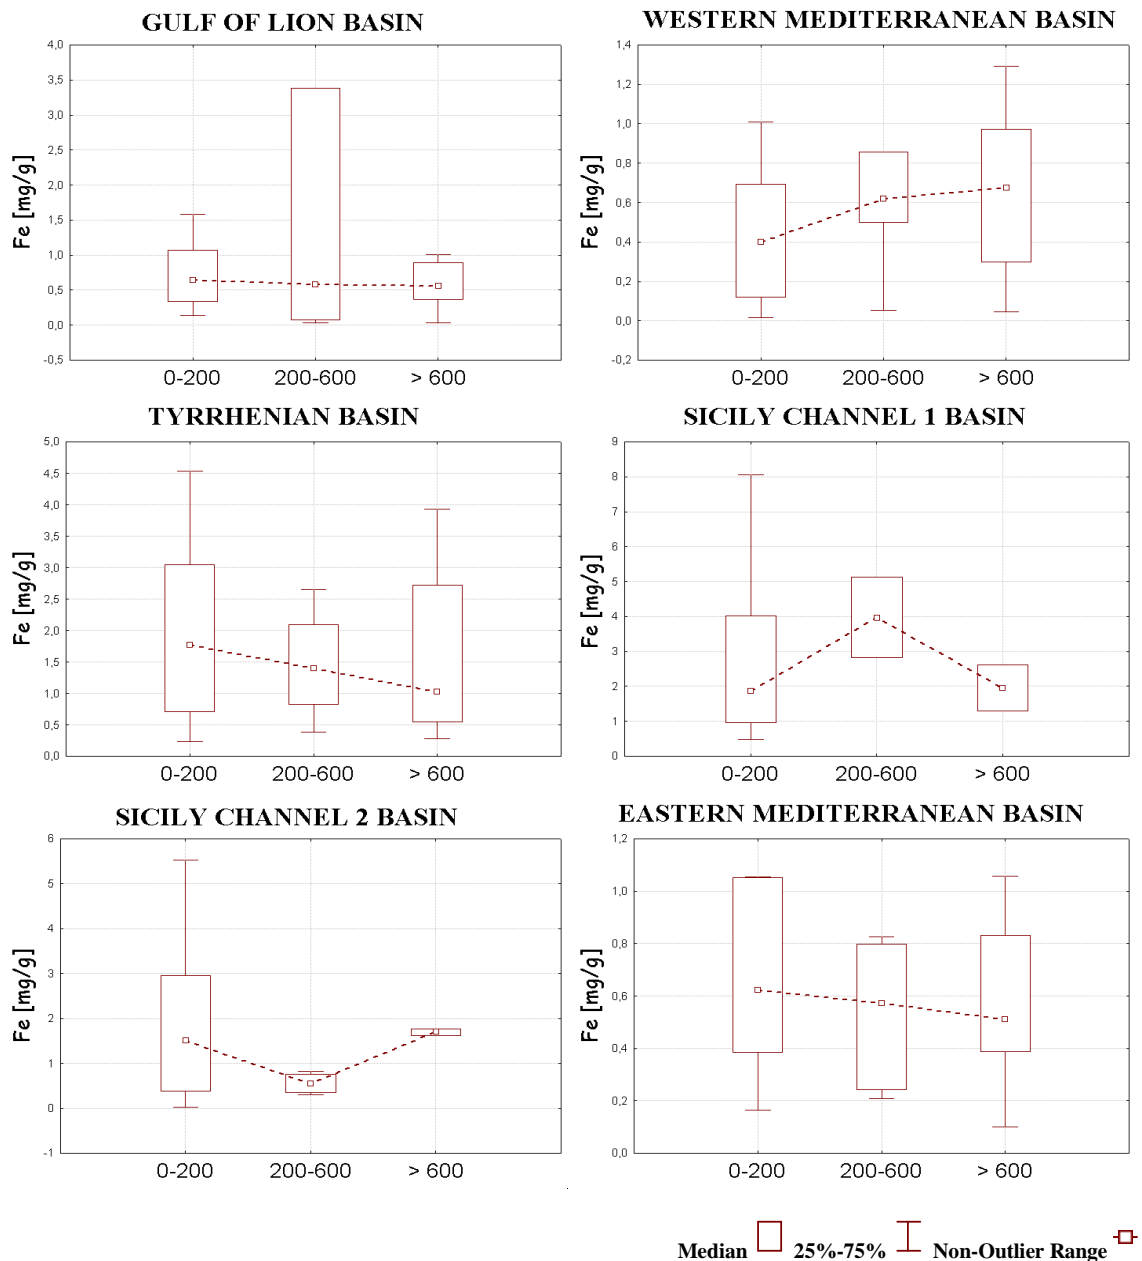 GULF OF LION BASIN
4,0
3,5
3,0
2,5
2,0
1,5
1,0
0,5
0,0
-0,5
Fe [mg/g]
0-200 200-600 > 600
WESTERN MEDITERRANEAN BASIN
1,4
1,2
1,0
0,8
0,6
0,4
0,2
0,0
-0,2
Fe [mg/g]
0-200 200-600 > 600
TYRRHENIAN BASIN
5,0
4,5
4,0
3,5
3,0
2,5
2,0
1,5
1,0
0,5
0,0
Fe [mg/g]
0-200 200-600 > 600
SICILY CHANNEL 1 BASIN
9
8
7
6
5
4
3
2
1
0
Fe [mg/g]
0-200 200-600 > 600
SICILY CHANNEL 2 BASIN
6
5
4
3
2
1
0
-1
Fe [mg/g]
0-200 200-600 > 600
EASTERN MEDITERRANEAN BASIN
1,2
1,0
0,8
0,6
0,4
0,2
0,0
Fe [mg/g]
0-200 200-600 > 600
Median 25%-75% Non-Outlier Range